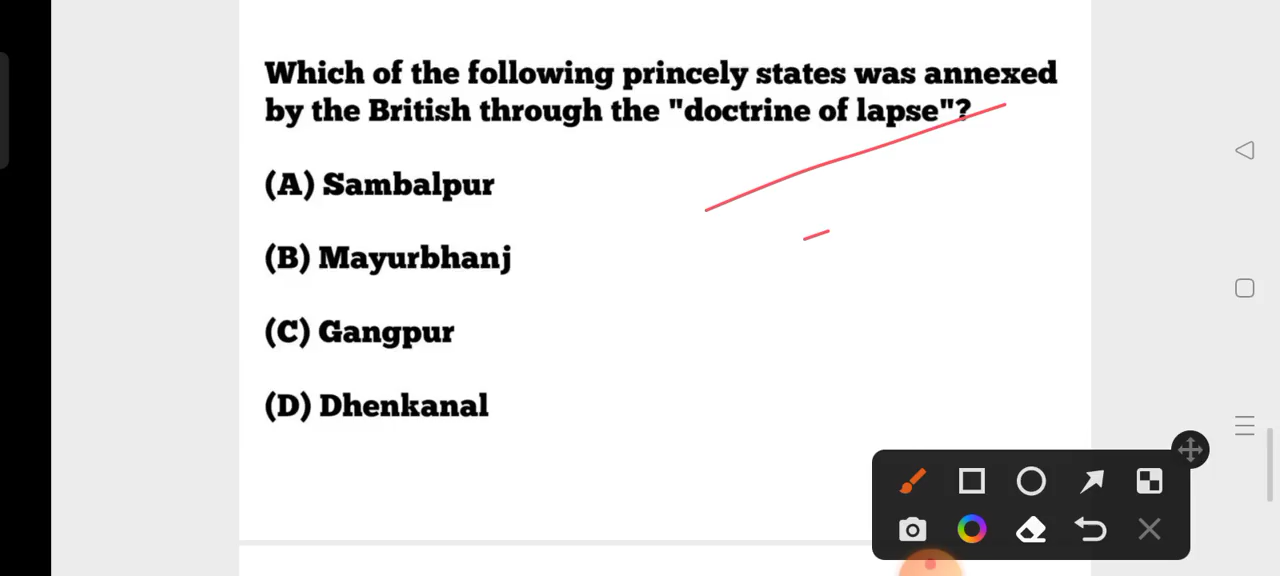 Which of the following princely states was annexed
by the British through the "doctrine of lapse"?
(A) Sambalpur
(B) Mayurbhanj
(C) Gangpur
(D) Dhenkanal